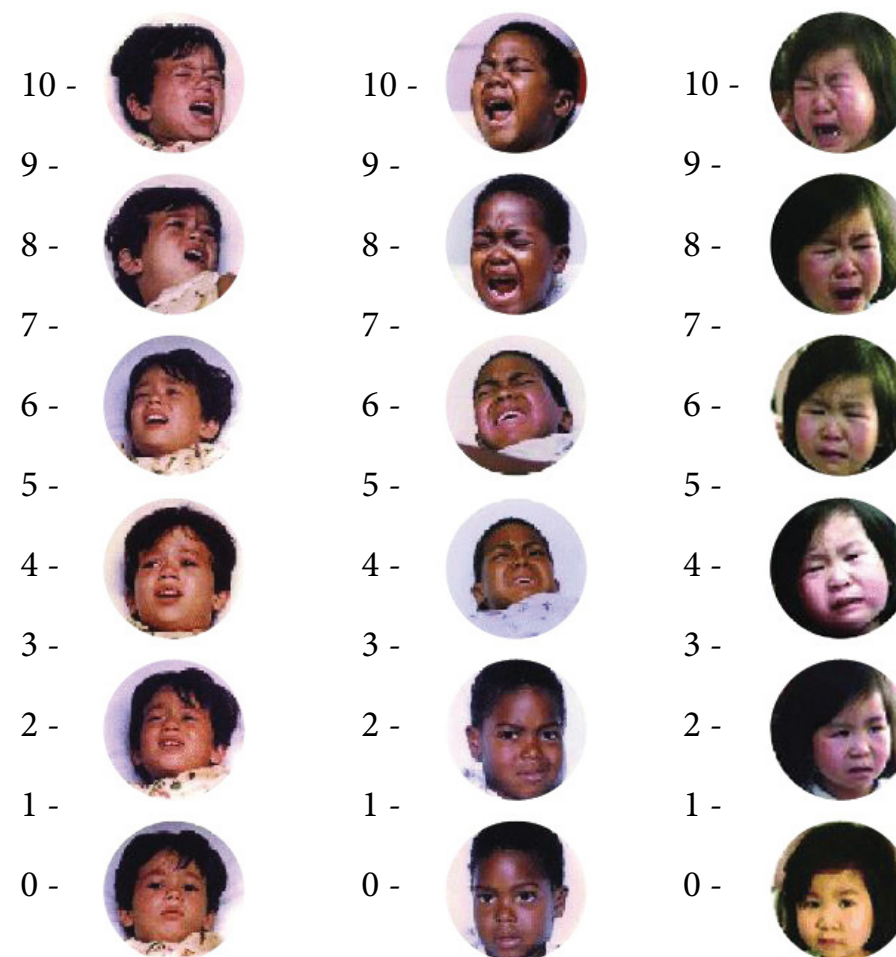 10 - 10 - 10 -
9 - 9 - 9 -
8 - 8 - 8 -
7 - 7 - 7 -
6 - 6 - 6 -
5 - 5 - 5 -
4 - 4 - 4 -
3 - 3 - 3 -
2 - 2 - 2 -
1 - 1 - 1 -
0 - 0 - 0 -